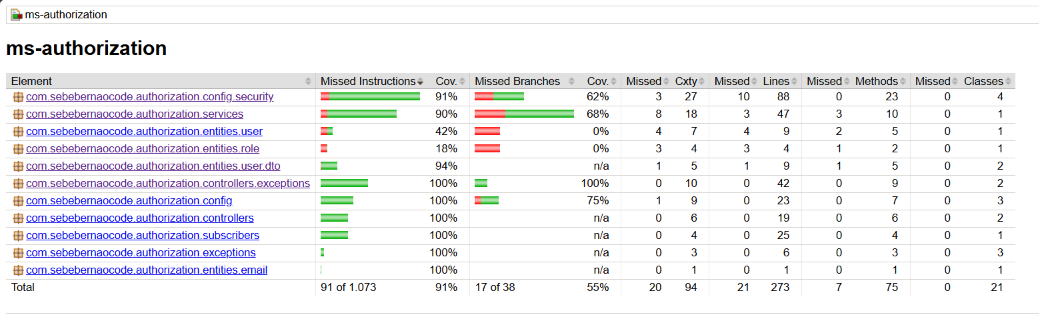 ms-authorization
ms-authorization
Element Missed Instructions Cov. Missed Branches Cov. Missed Cxty Missed Lines Missed Methods Missed Classes
com.sebebernaocode.authorization.config.security 91% 62% 3 27 10 88 0 23 0 4
com.sebebernaocode.authorization.services 90% 68% 8 18 3 47 3 10 0 1
com.sebebernaocode.authorization.entities.user 42% 0% 4 7 4 9 2 5 0 1
com.sebebernaocode.authorization.entities.role 18% 0% 3 4 3 4 1 2 0 1
com.sebebernaocode.authorization.entities.user.dto 94% n/a 1 5 1 9 1 5 0 2
com.sebebernaocode.authorization.controllers.exceptions 100% 100% 0 10 0 42 0 9 0 2
com.sebebernaocode.authorization.config 100% 75% 1 9 0 23 0 7 0 3
com.sebebernaocode.authorization.controllers 100% n/a 0 6 0 19 0 6 0 2
com.sebebernaocode.authorization.subscribers 100% n/a 0 4 0 25 0 4 0 1
com.sebebernaocode.authorization.exceptions 100% n/a 0 3 0 6 0 3 0 3
com.sebebernaocode.authorization.entities.email 100% n/a 0 1 0 1 0 1 0 1
Total 91 of 1.073 91% 17 of 38 55% 20 94 21 273 7 75 0 21